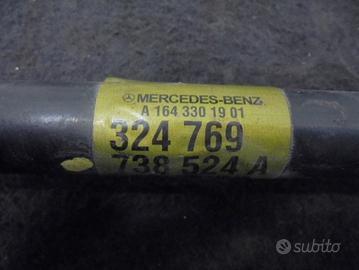 MERCEDES-BENZ
A 164 330 19 01
324 769
738 524 A
subito